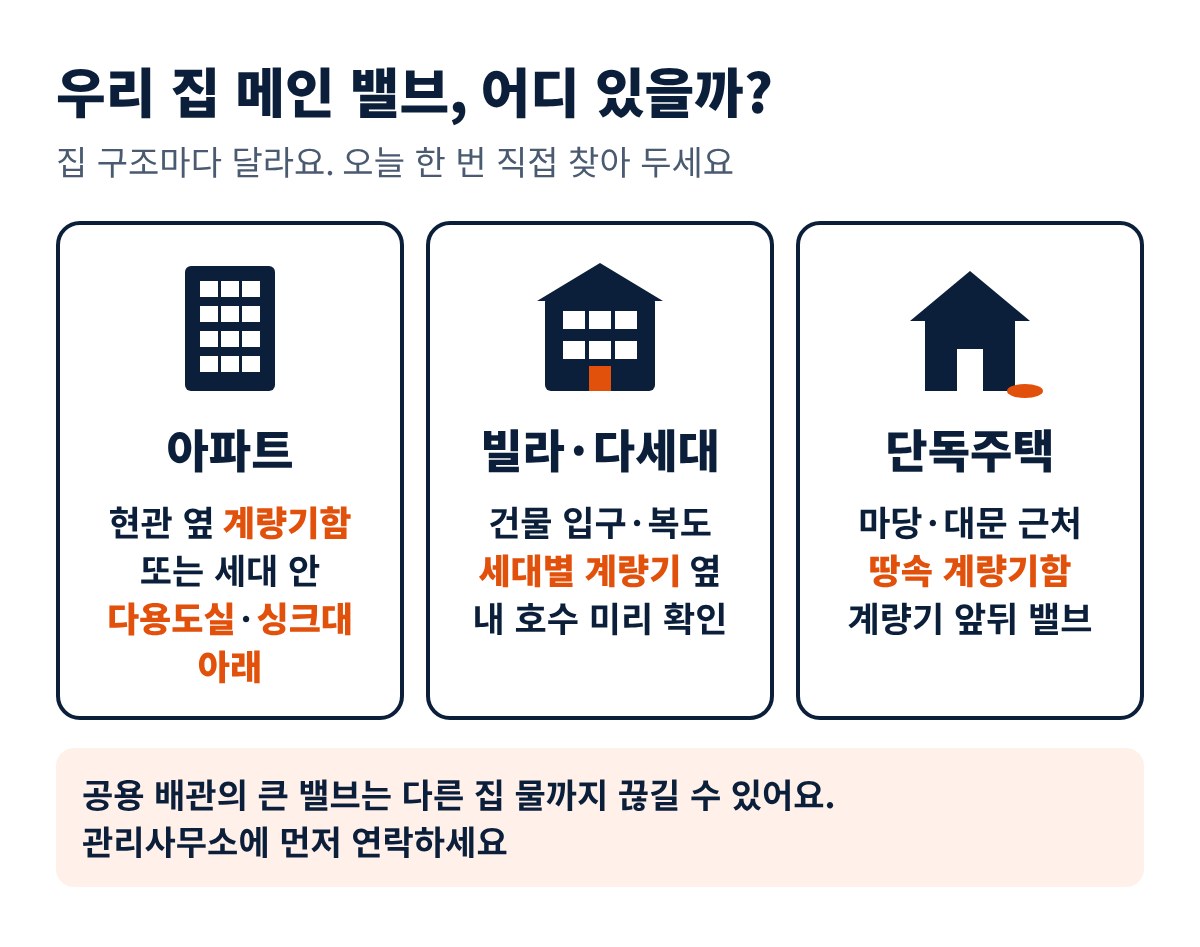 우리 집 메인 밸브, 어디 있을까?
집 구조마다 달라요. 오늘 한 번 직접 찾아 두세요
아파트
현관 옆 계량기함
또는 세대 안
다용도실·싱크대
아래
빌라·다세대
건물 입구·복도
세대별 계량기 옆
내 호수 미리 확인
단독주택
마당·대문 근처
땅속 계량기함
계량기 앞뒤 밸브
공용 배관의 큰 밸브는 다른 집 물까지 끊길 수 있어요.
관리사무소에 먼저 연락하세요